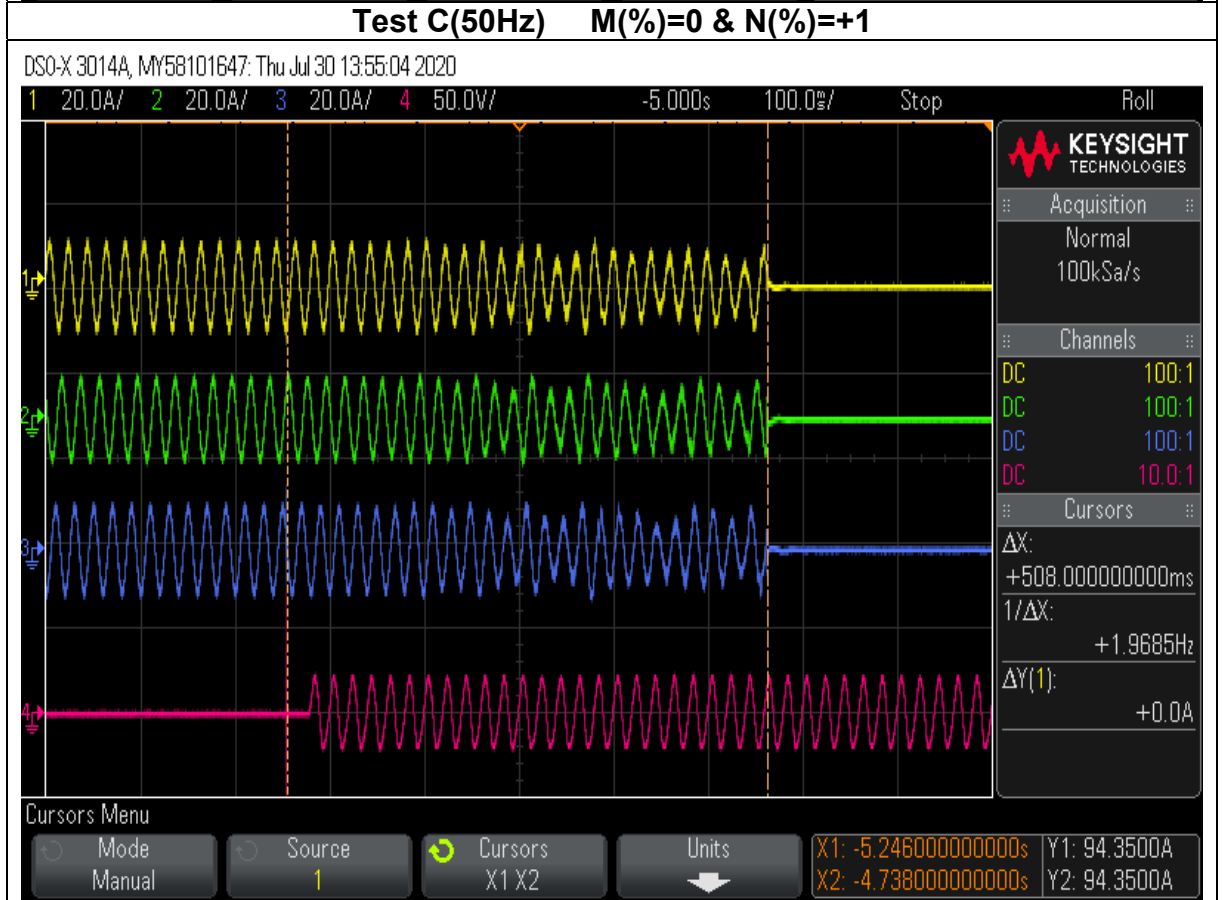 Test C(50Hz) M(%)=0 & N(%)=+1
DSO-X 3014A, MY58101647: Thu Jul 30 13:55:04 2020
1 20.0A/ 2 20.0A/ 3 20.0A/ 4 50.0V/ -5.000s 100.0ms/ Stop Roll
KEYSIGHT
TECHNOLOGIES
Acquisition
Normal
100kSa/s
Channels
DC 100:1
DC 100:1
DC 100:1
DC 10.0:1
Cursors
ΔX:
+508.000000000ms
1/ΔX:
+1.9685Hz
ΔY(1):
+0.0A
1
2
3
4
Cursors Menu
Mode
Manual
Source
1
Cursors
X1 X2
Units
X1: -5.246000000000s
X2: -4.738000000000s
Y1: 94.3500A
Y2: 94.3500A